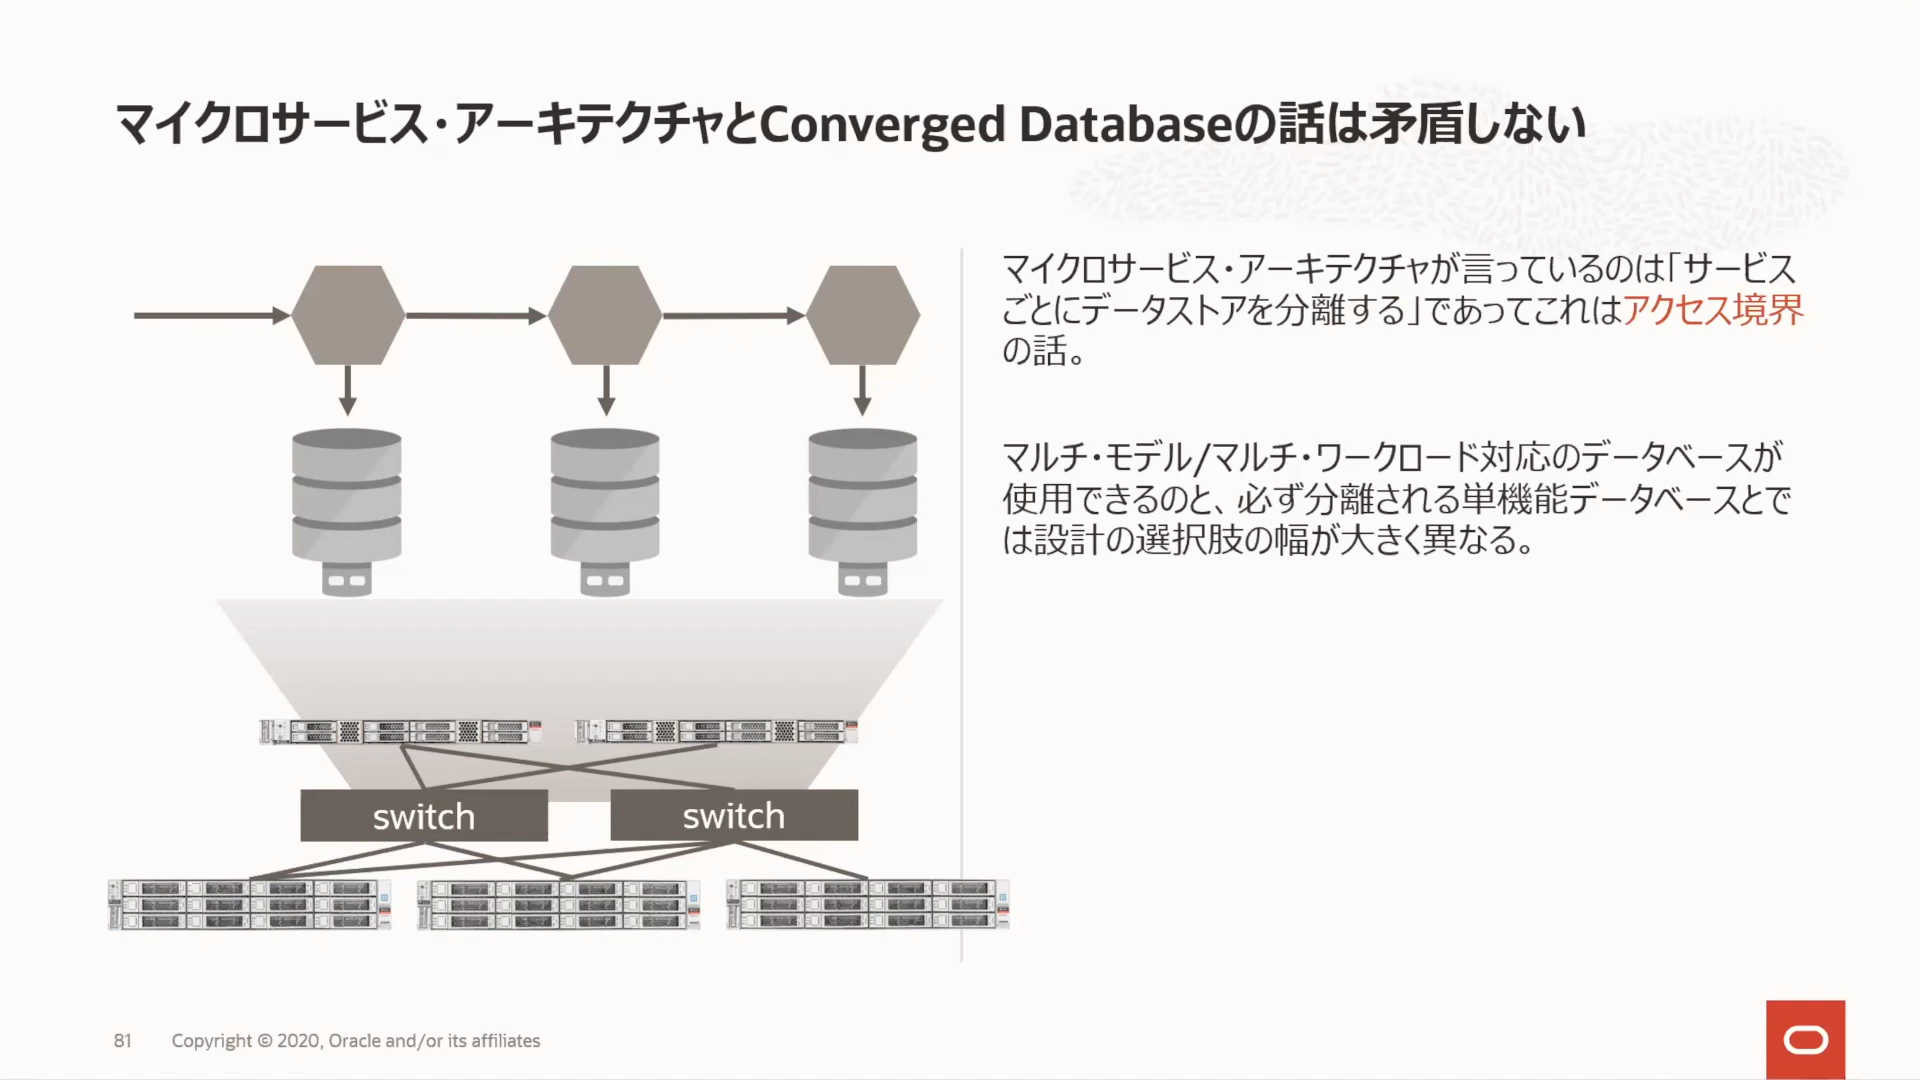 マイクロサービス・アーキテクチャとConverged Databaseの話は矛盾しない
マイクロサービス・アーキテクチャが言っているのは「サービス
ごとにデータストアを分離する」であってこれはアクセス境界
の話。
マルチ・モデル/マルチ・ワークロード対応のデータベースが
使用できるのと、必ず分離される単機能データベースとで
は設計の選択肢の幅が大きく異なる。
switch
switch
81 Copyright © 2020, Oracle and/or its affiliates